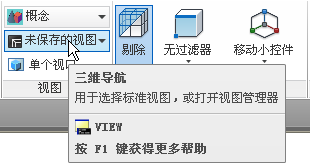 概念
未保存的视图
单个视口
视图
剔除
无过滤器
移动小控件
三维导航
用于选择标准视图，或打开视图管理器
VIEW
按 F1 键获得更多帮助